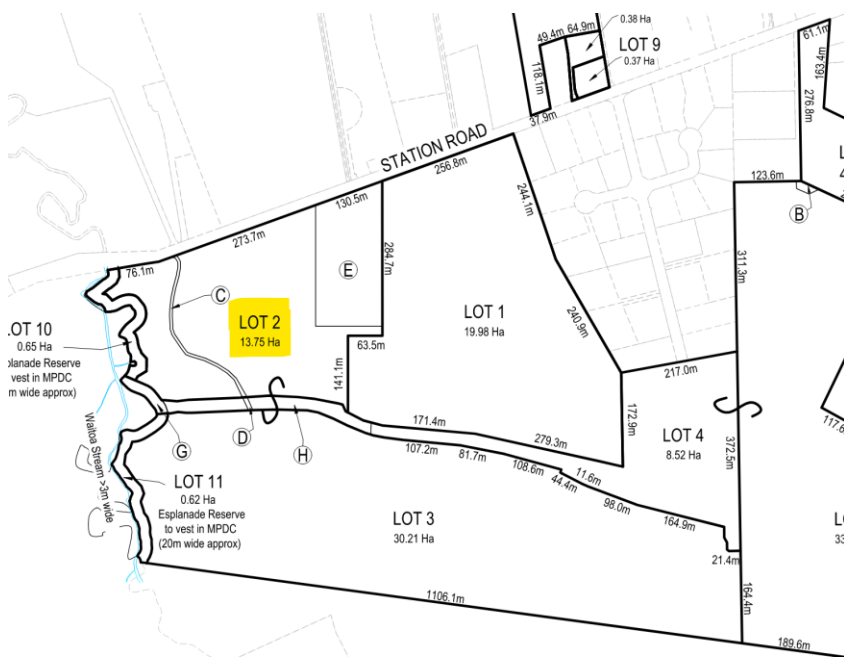 0.38 Ha
49.4m
64.9m
LOT 9
0.37 Ha
118.1m
37.9m
61.1m
163.4m
276.8m
STATION ROAD
256.8m
130.5m
273.7m
76.1m
244.1m
284.7m
123.6m
B
311.3m
E
C
LOT 2
13.75 Ha
LOT 1
19.98 Ha
240.9m
63.5m
141.1m
217.0m
LOT 10
0.65 Ha
planade Reserve
vest in MPDC
m wide approx)
172.9m
LOT 4
8.52 Ha
372.5m
117.6
171.4m
279.3m
G
D
H
107.2m
81.7m
108.6m
44.4m
11.6m
98.0m
164.9m
21.4m
Waitoa Stream >3m wide
LOT 11
0.62 Ha
Esplanade Reserve
to vest in MPDC
(20m wide approx)
LOT 3
30.21 Ha
164.4m
1106.1m
189.6m
33